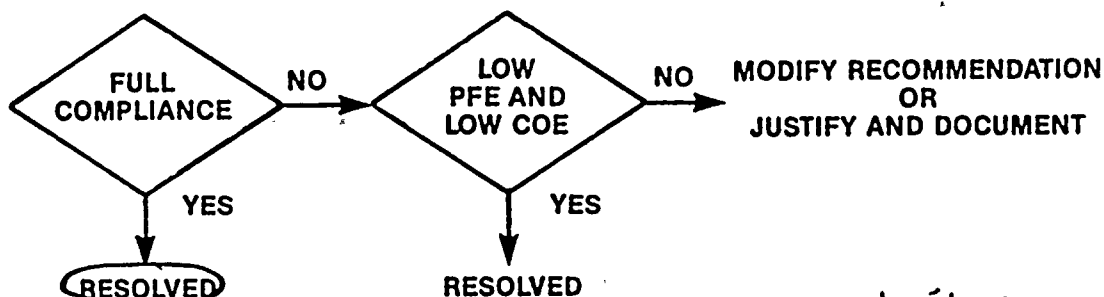 FULL
COMPLIANCE
NO
LOW
PFE AND
LOW COE
NO
MODIFY RECOMMENDATION
OR
JUSTIFY AND DOCUMENT
YES
YES
RESOLVED
RESOLVED